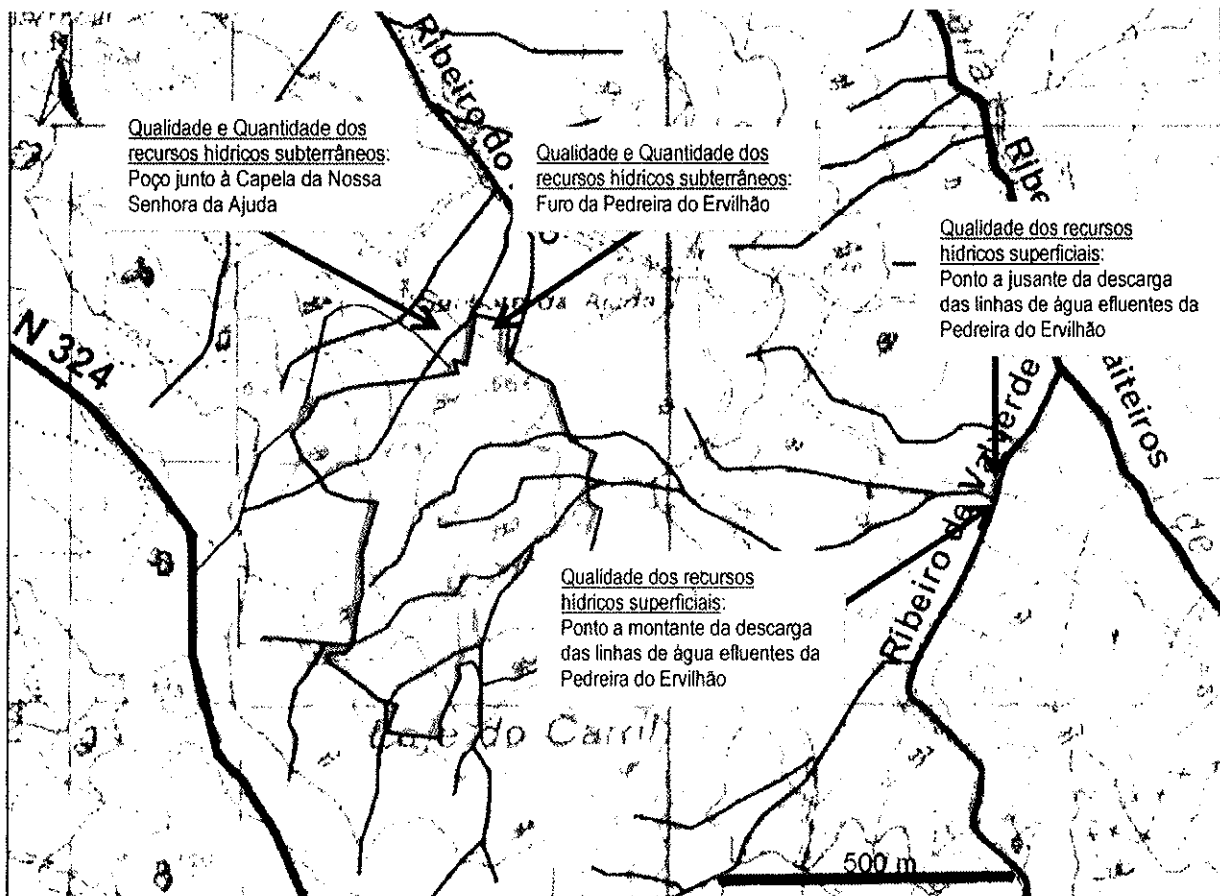 N
Ribeiro do
Qualidade e Quantidade dos
recursos hídricos subterrâneos:
Poço junto à Capela da Nossa
Senhora da Ajuda
Qualidade e Quantidade dos
recursos hídricos subterrâneos:
Furo da Pedreira do Ervilhão
Qualidade dos recursos
hídricos superficiais:
Ponto a jusante da descarga
das linhas de água efluentes da
Pedreira do Ervilhão
N 324
da Ajuda
Ribeiro de Valverde
aiteiros
Qualidade dos recursos
hídricos superficiais:
Ponto a montante da descarga
das linhas de água efluentes da
Pedreira do Ervilhão
do Carril
500 m